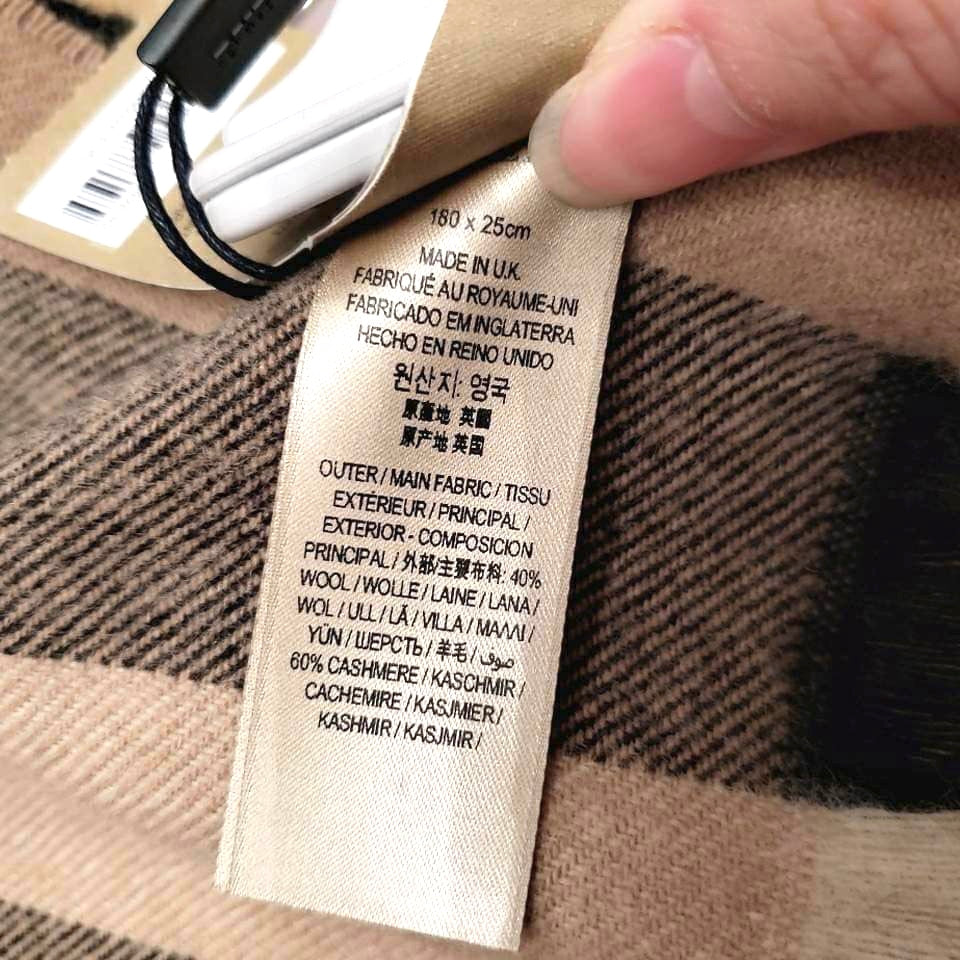 180 x 25cm
MADE IN U.K.
FABRIQUÉ AU ROYAUME-UNI
FABRICADO EM INGLATERRA
HECHO EN REINO UNIDO
원산지: 영국
原產地 英國
原产地 英国
OUTER / MAIN FABRIC / TISSU
EXTÉRIEUR / PRINCIPAL /
EXTERIOR - COMPOSICION
PRINCIPAL / 外部/主要布料: 40%
WOOL / WOLLE / LAINE / LANA /
WOL / ULL / LÃ / VILLA / ΜΑΛΛΙ /
YÜN / ШЕРСТЬ / 羊毛 / صوف /
60% CASHMERE / KASCHMIR /
CACHEMIRE / KASJMIER /
KASHMIR / KASJMIR /